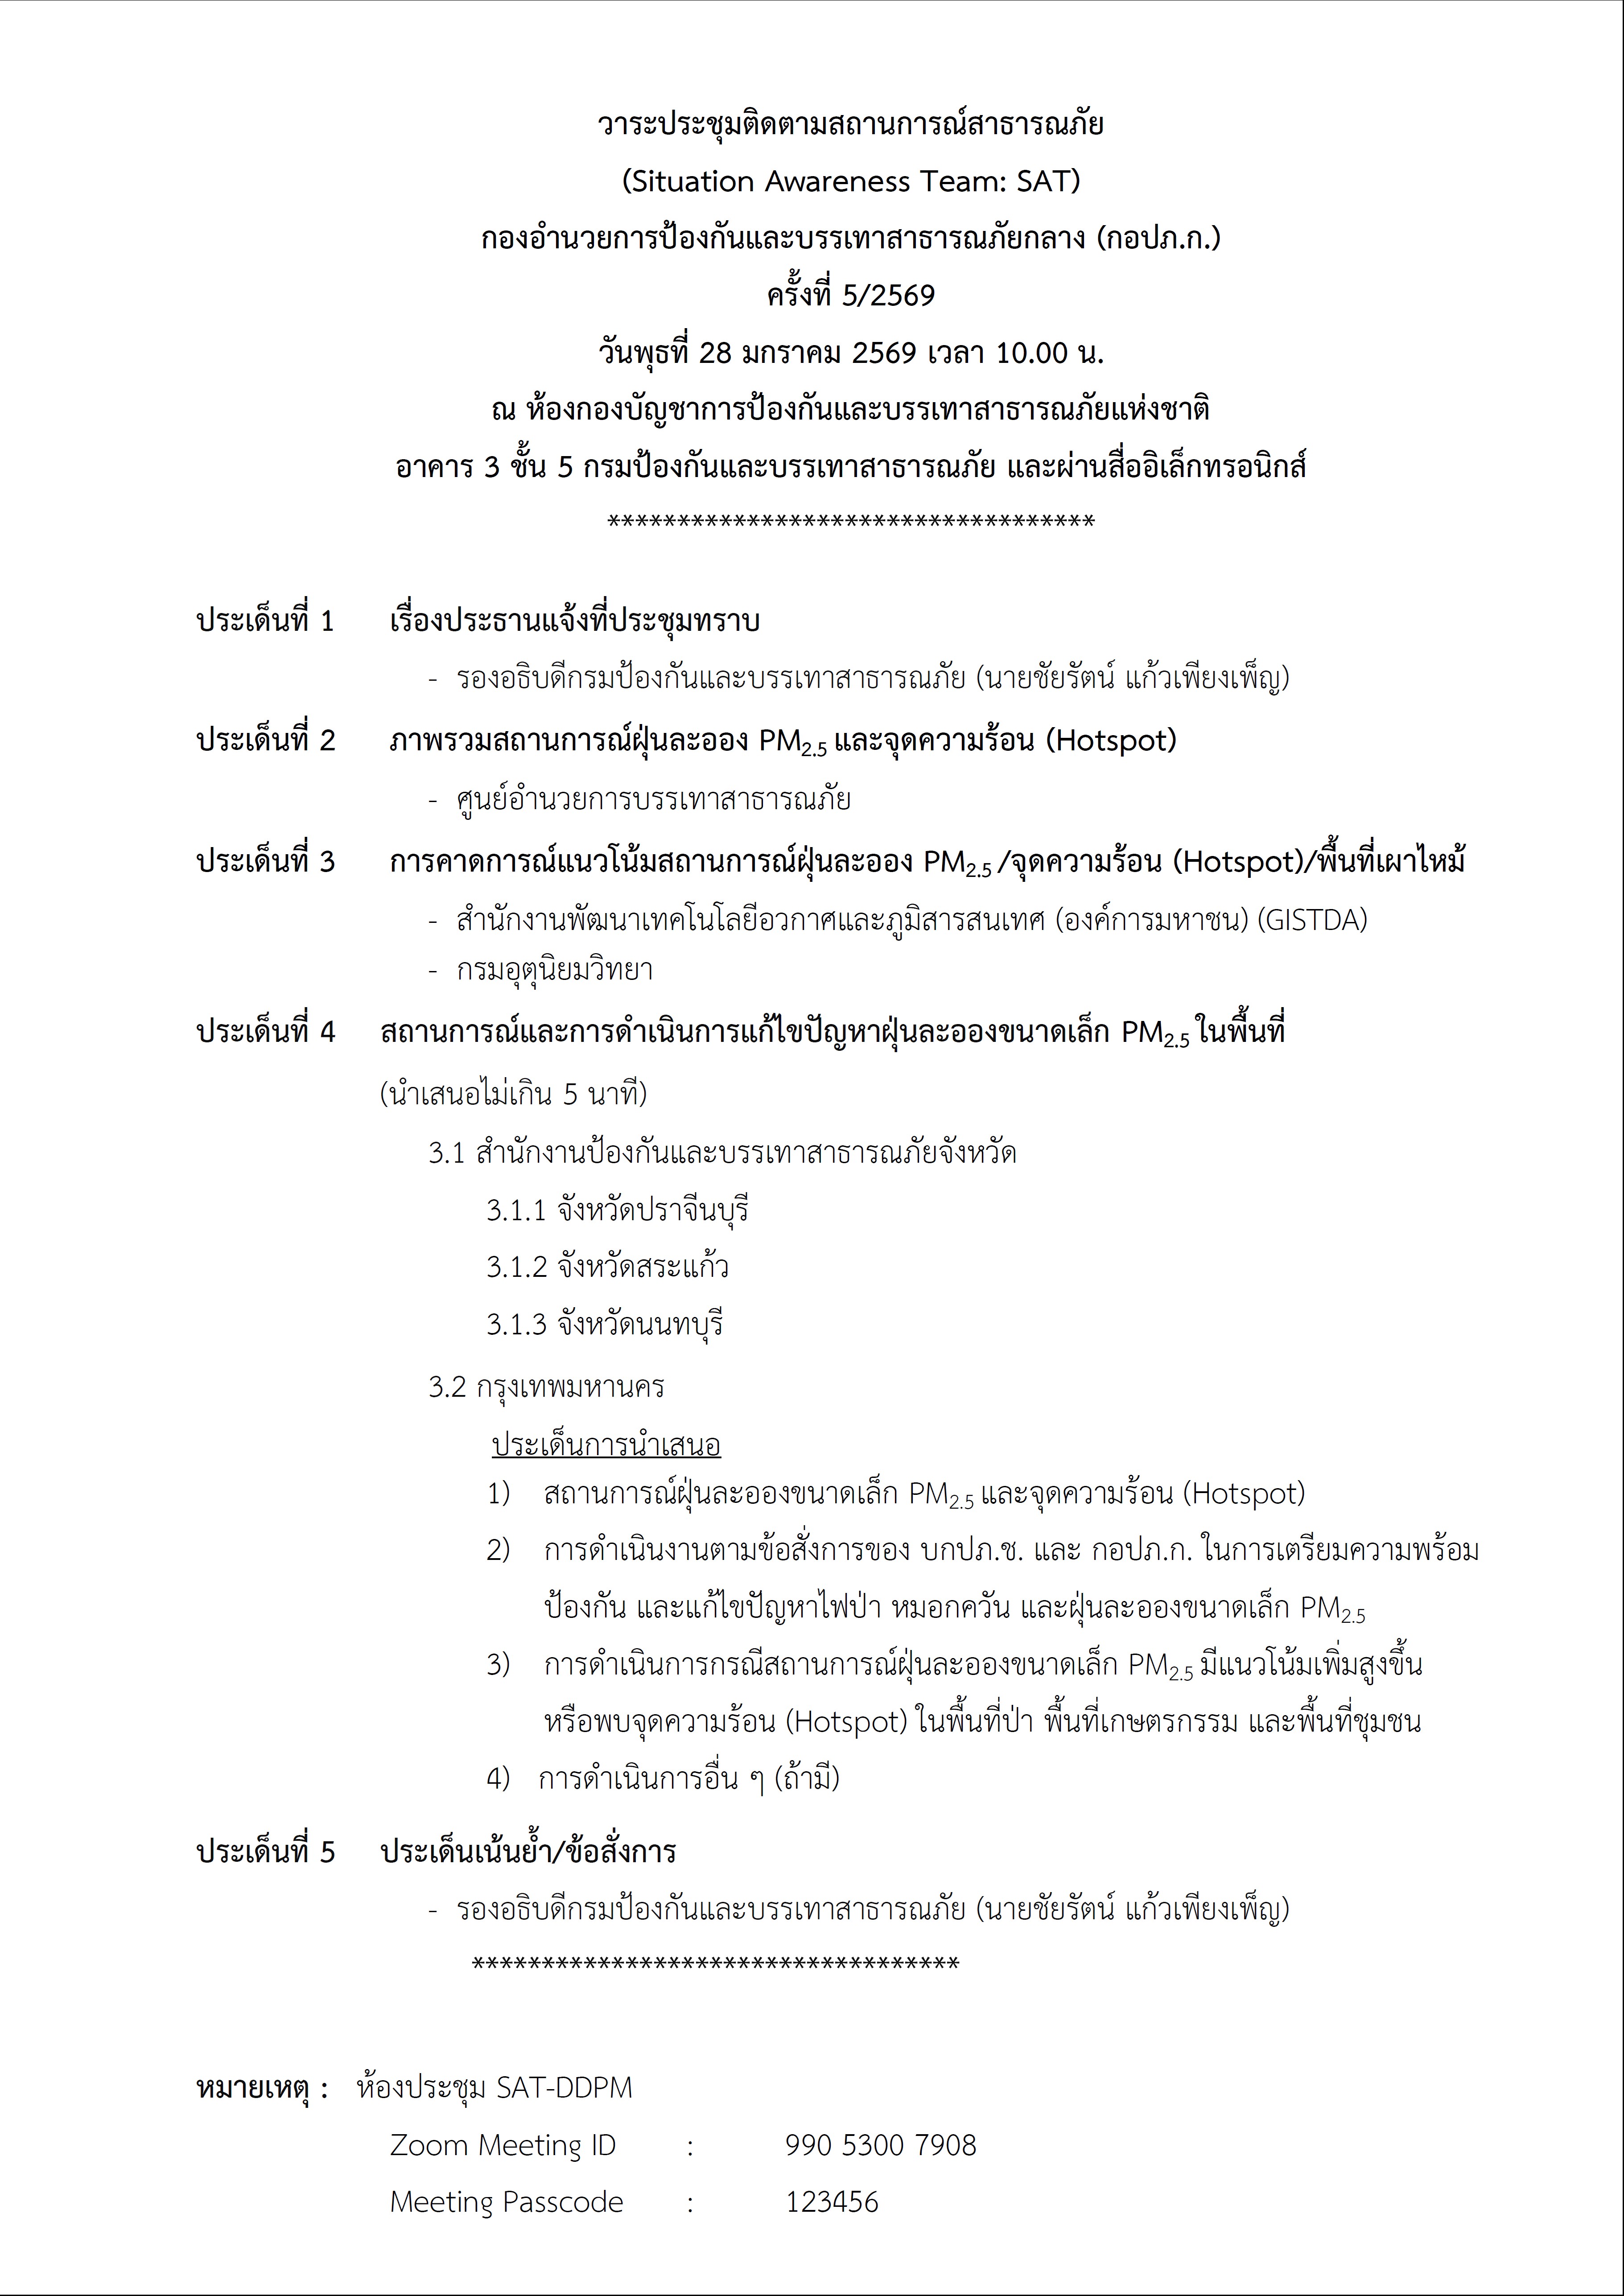 วาระประชุมติดตามสถานการณ์สาธารณภัย
(Situation Awareness Team: SAT)
กองอำนวยการป้องกันและบรรเทาสาธารณภัยกลาง (กอปภ.ก.)
ครั้งที่ 5/2569
วันพุธที่ 28 มกราคม 2569 เวลา 10.00 น.
ณ ห้องกองบัญชาการป้องกันและบรรเทาสาธารณภัยแห่งชาติ
อาคาร 3 ชั้น 5 กรมป้องกันและบรรเทาสาธารณภัย และผ่านสื่ออิเล็กทรอนิกส์
***********************************
ประเด็นที่ 1 เรื่องประธานแจ้งที่ประชุมทราบ
- รองอธิบดีกรมป้องกันและบรรเทาสาธารณภัย (นายชัยรัตน์ แก้วเพียงเพ็ญ)
ประเด็นที่ 2 ภาพรวมสถานการณ์ฝุ่นละออง PM2.5 และจุดความร้อน (Hotspot)
- ศูนย์อำนวยการบรรเทาสาธารณภัย
ประเด็นที่ 3 การคาดการณ์แนวโน้มสถานการณ์ฝุ่นละออง PM2.5 /จุดความร้อน (Hotspot)/พื้นที่เผาไหม้
- สำนักงานพัฒนาเทคโนโลยีอวกาศและภูมิสารสนเทศ (องค์การมหาชน) (GISTDA)
- กรมอุตุนิยมวิทยา
ประเด็นที่ 4 สถานการณ์และการดำเนินการแก้ไขปัญหาฝุ่นละอองขนาดเล็ก PM2.5 ในพื้นที่
(นำเสนอไม่เกิน 5 นาที)
3.1 สำนักงานป้องกันและบรรเทาสาธารณภัยจังหวัด
3.1.1 จังหวัดปราจีนบุรี
3.1.2 จังหวัดสระแก้ว
3.1.3 จังหวัดนนทบุรี
3.2 กรุงเทพมหานคร
ประเด็นการนำเสนอ
1) สถานการณ์ฝุ่นละอองขนาดเล็ก PM2.5 และจุดความร้อน (Hotspot)
2) การดำเนินงานตามข้อสั่งการของ บกปภ.ช. และ กอปภ.ก. ในการเตรียมความพร้อม
ป้องกัน และแก้ไขปัญหาไฟป่า หมอกควัน และฝุ่นละอองขนาดเล็ก PM2.5
3) การดำเนินการกรณีสถานการณ์ฝุ่นละอองขนาดเล็ก PM2.5 มีแนวโน้มเพิ่มสูงขึ้น
หรือพบจุดความร้อน (Hotspot) ในพื้นที่ป่า พื้นที่เกษตรกรรม และพื้นที่ชุมชน
4) การดำเนินการอื่น ๆ (ถ้ามี)
ประเด็นที่ 5 ประเด็นเน้นย้ำ/ข้อสั่งการ
- รองอธิบดีกรมป้องกันและบรรเทาสาธารณภัย (นายชัยรัตน์ แก้วเพียงเพ็ญ)
***********************************
หมายเหตุ : ห้องประชุม SAT-DDPM
Zoom Meeting ID : 990 5300 7908
Meeting Passcode : 123456